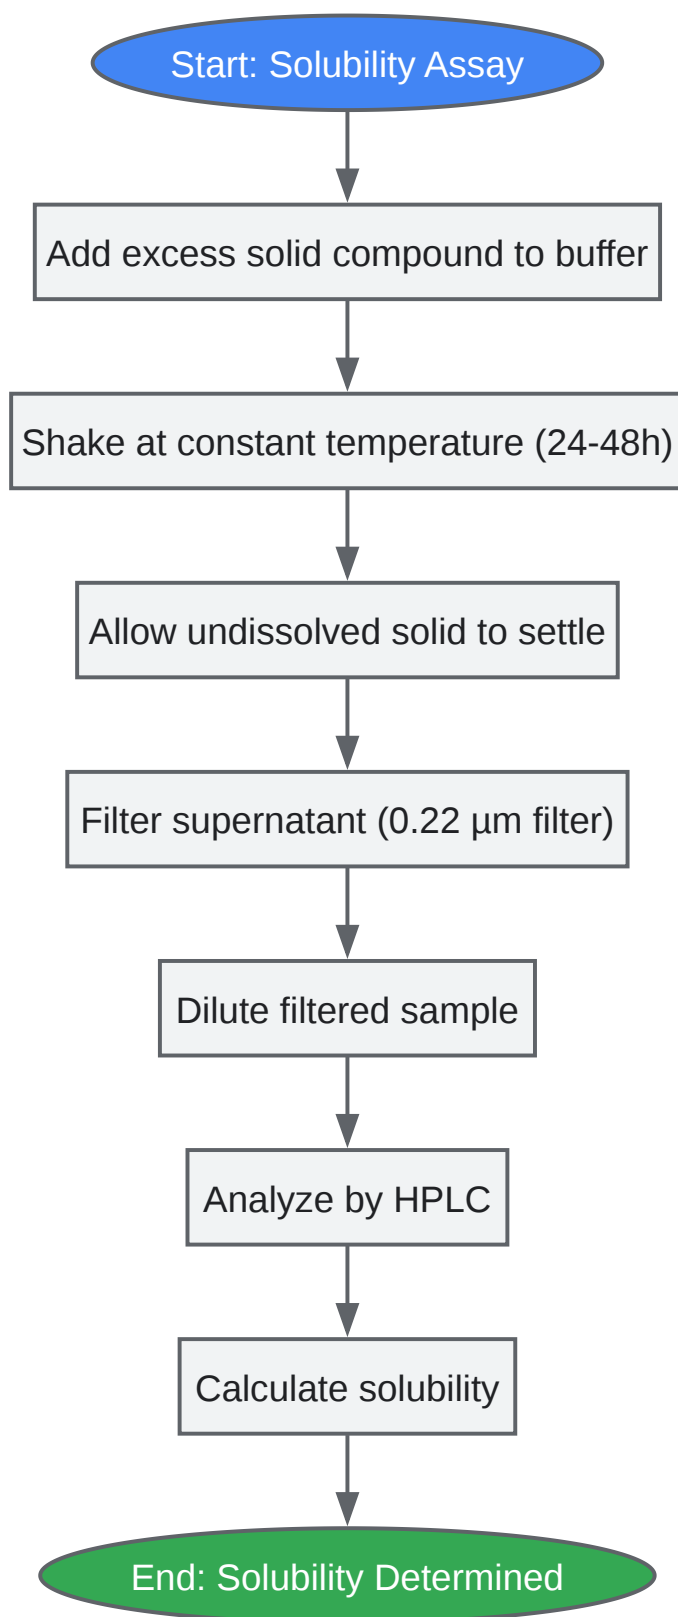 Start: Solubility Assay
Add excess solid compound to buffer
Shake at constant temperature (24-48h)
Allow undissolved solid to settle
Filter supernatant (0.22 µm filter)
Dilute filtered sample
Analyze by HPLC
Calculate solubility
End: Solubility Determined